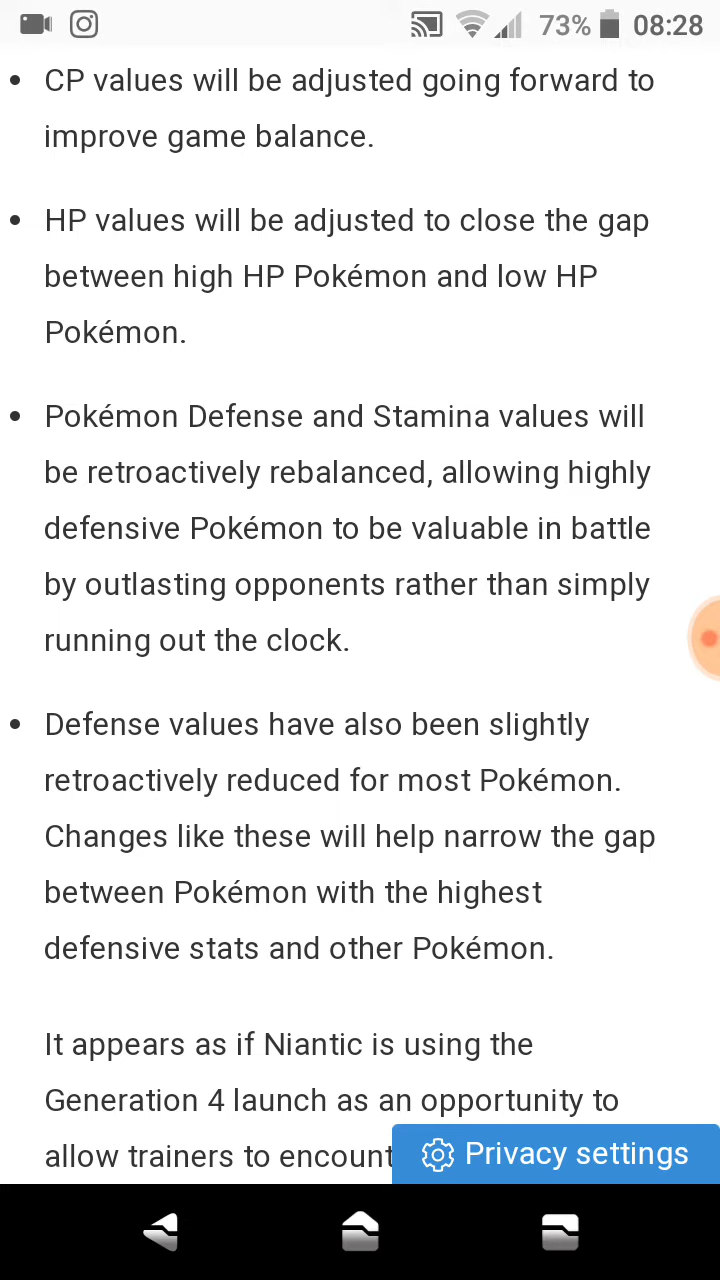 73% 08:28
CP values will be adjusted going forward to
improve game balance.
HP values will be adjusted to close the gap
between high HP Pokémon and low HP
Pokémon.
Pokémon Defense and Stamina values will
be retroactively rebalanced, allowing highly
defensive Pokémon to be valuable in battle
by outlasting opponents rather than simply
running out the clock.
Defense values have also been slightly
retroactively reduced for most Pokémon.
Changes like these will help narrow the gap
between Pokémon with the highest
defensive stats and other Pokémon.
It appears as if Niantic is using the
Generation 4 launch as an opportunity to
allow trainers to encount
Privacy settings